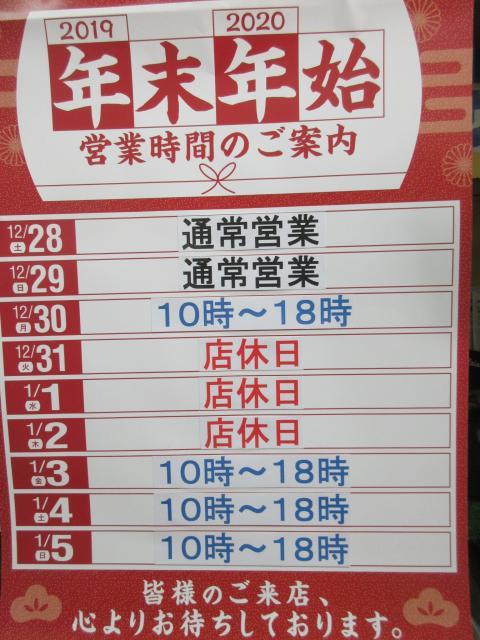 2019 2020
年末年始
営業時間のご案内
12/28 土 通常営業
12/29 日 通常営業
12/30 月 10時～18時
12/31 火 店休日
1/1 水 店休日
1/2 木 店休日
1/3 金 10時～18時
1/4 土 10時～18時
1/5 日 10時～18時
皆様のご来店、
心よりお待ちしております。